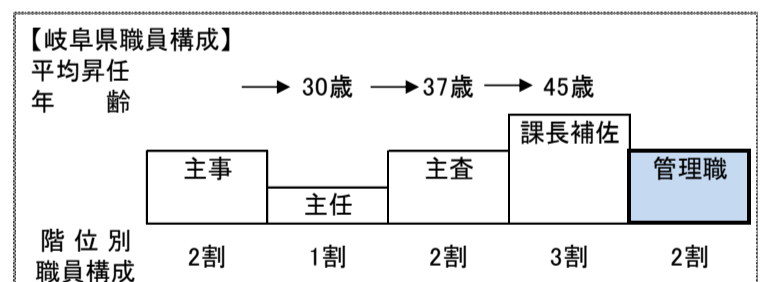 【岐阜県職員構成】
平均昇任
年齢
→ 30歳 → 37歳 → 45歳
課長補佐
主事 主査 管理職
主任
階位別
職員構成
2割 1割 2割 3割 2割